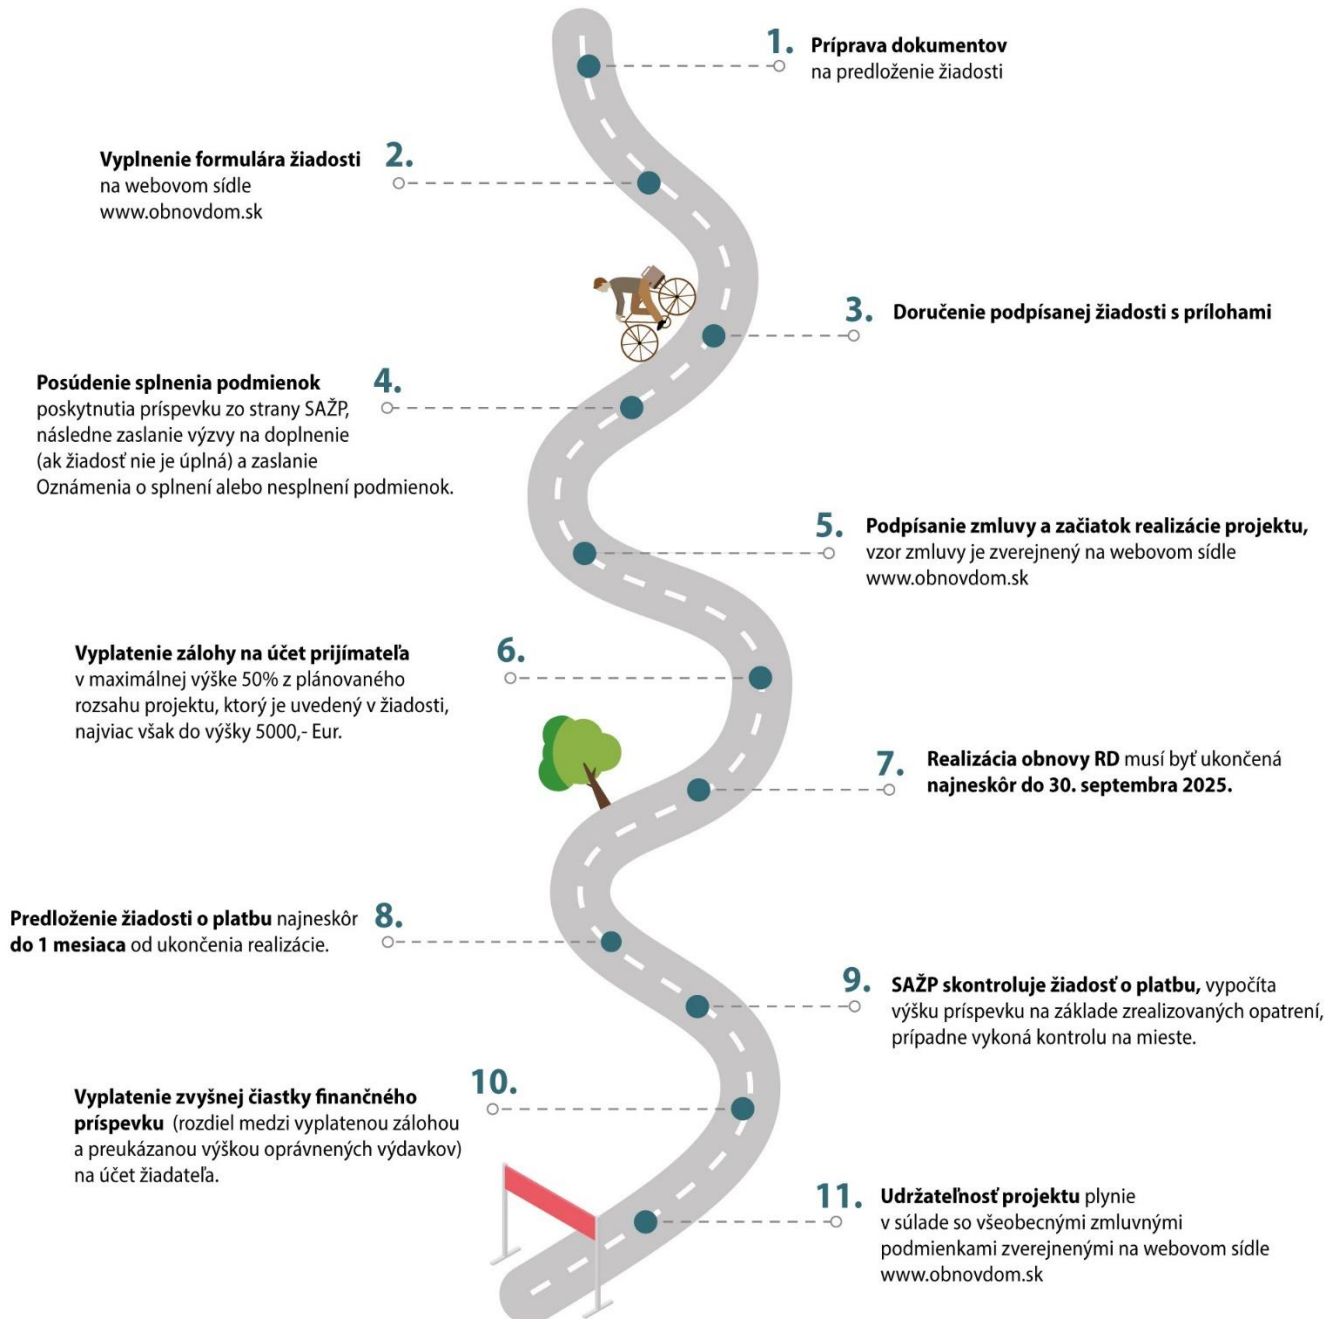 1. Príprava dokumentov
na predloženie žiadosti
Vyplnenie formulára žiadosti 2.
na webovom sídle
www.obnovdom.sk
3. Doručenie podpísanej žiadosti s prílohami
Posúdenie splnenia podmienok 4.
poskytnutia príspevku zo strany SAŽP,
následne zaslanie výzvy na doplnenie
(ak žiadosť nie je úplná) a zaslanie
Oznámenia o splnení alebo nesplnení podmienok.
5. Podpísanie zmluvy a začiatok realizácie projektu,
vzor zmluvy je zverejnený na webovom sídle
www.obnovdom.sk
Vyplatenie zálohy na účet prijímateľa 6.
v maximálnej výške 50% z plánovaného
rozsahu projektu, ktorý je uvedený v žiadosti,
najviac však do výšky 5000,- Eur.
7. Realizácia obnovy RD musí byť ukončená
najneskôr do 30. septembra 2025.
Predloženie žiadosti o platbu najneskôr 8.
do 1 mesiaca od ukončenia realizácie.
9. SAŽP skontroluje žiadosť o platbu, vypočíta
výšku príspevku na základe zrealizovaných opatrení,
prípadne vykoná kontrolu na mieste.
Vyplatenie zvyšnej čiastky finančného 10.
príspevku (rozdiel medzi vyplatenou zálohou
a preukázanou výškou oprávnených výdavkov)
na účet žiadateľa.
11. Udržateľnosť projektu plynie
v súlade so všeobecnými zmluvnými
podmienkami zverejnenými na webovom sídle
www.obnovdom.sk